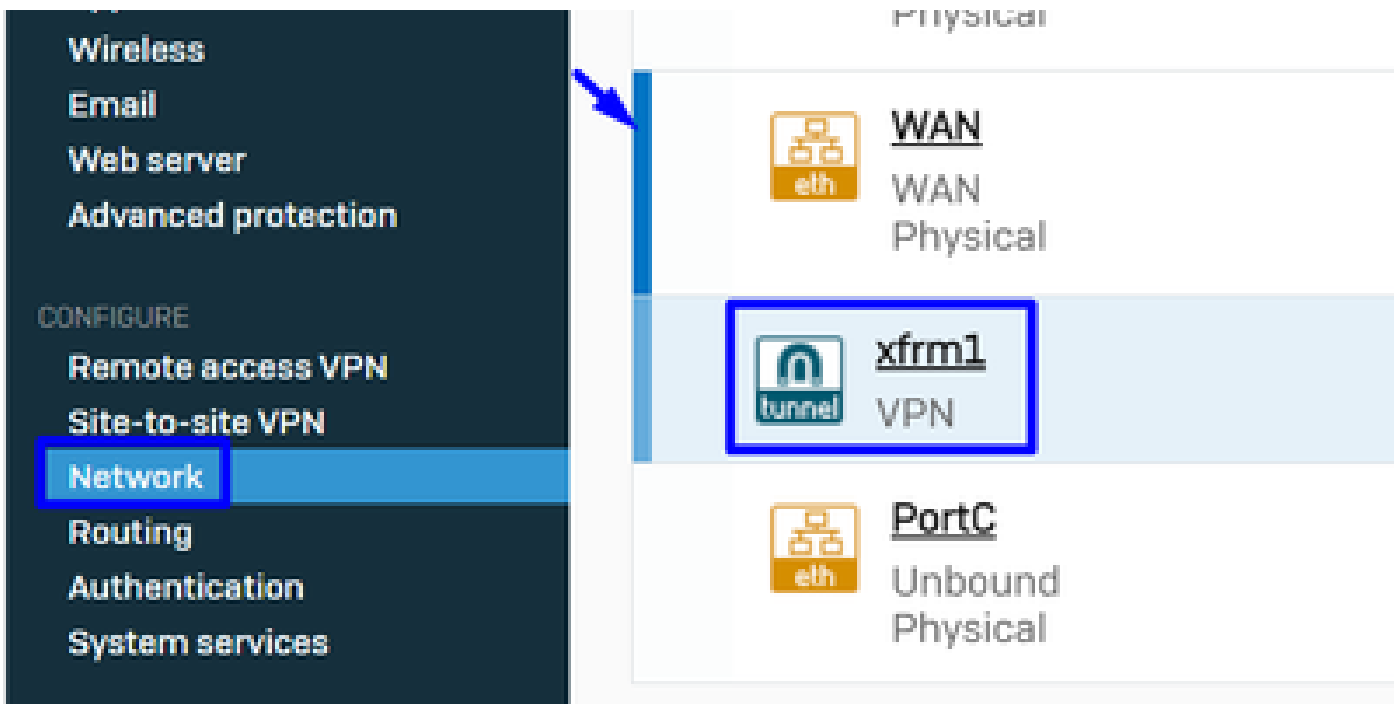 Wireless
Email
Web server
Advanced protection
CONFIGURE
Remote access VPN
Site-to-site VPN
Network
Routing
Authentication
System services
Physical
eth
WAN
WAN
Physical
tunnel
xfrm1
VPN
eth
PortC
Unbound
Physical